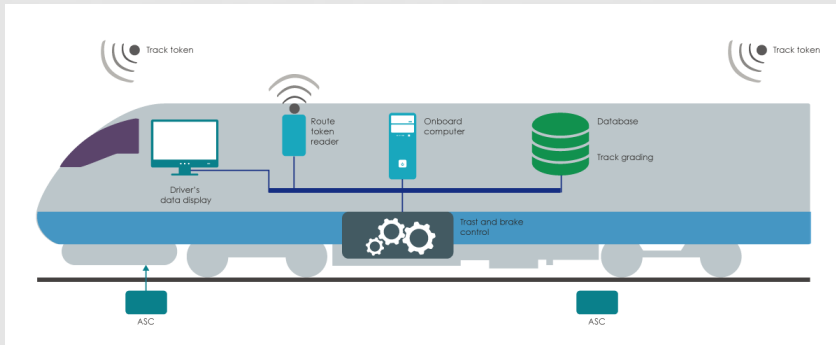 Track token
Track token
Route
token
reader
Onboard
computer
Database
Track grading
Driver's
data display
Trast and brake
control
ASC
ASC